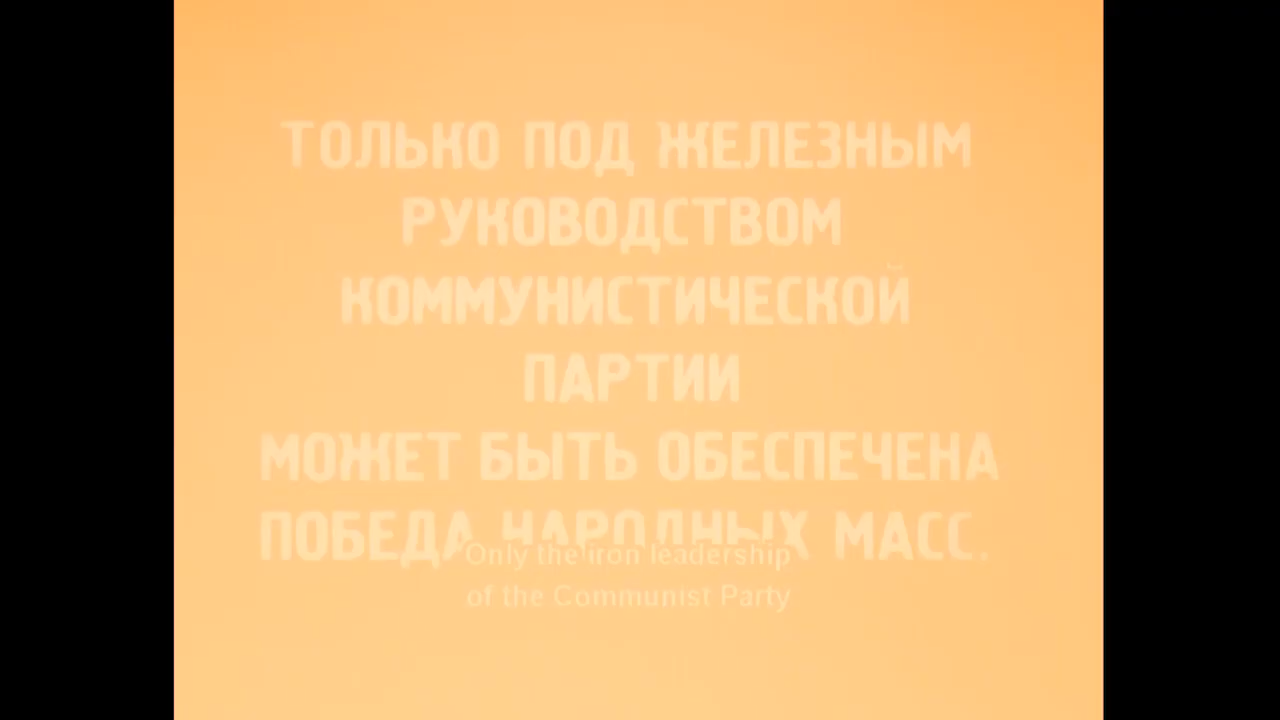 ТОЛЬКО ПОД ЖЕЛЕЗНЫМ
РУКОВОДСТВОМ
КОММУНИСТИЧЕСКОЙ
ПАРТИИ
МОЖЕТ БЫТЬ ОБЕСПЕЧЕНА
ПОБЕДА НАРОДНЫХ МАСС.
Only the iron leadership
of the Communist Party